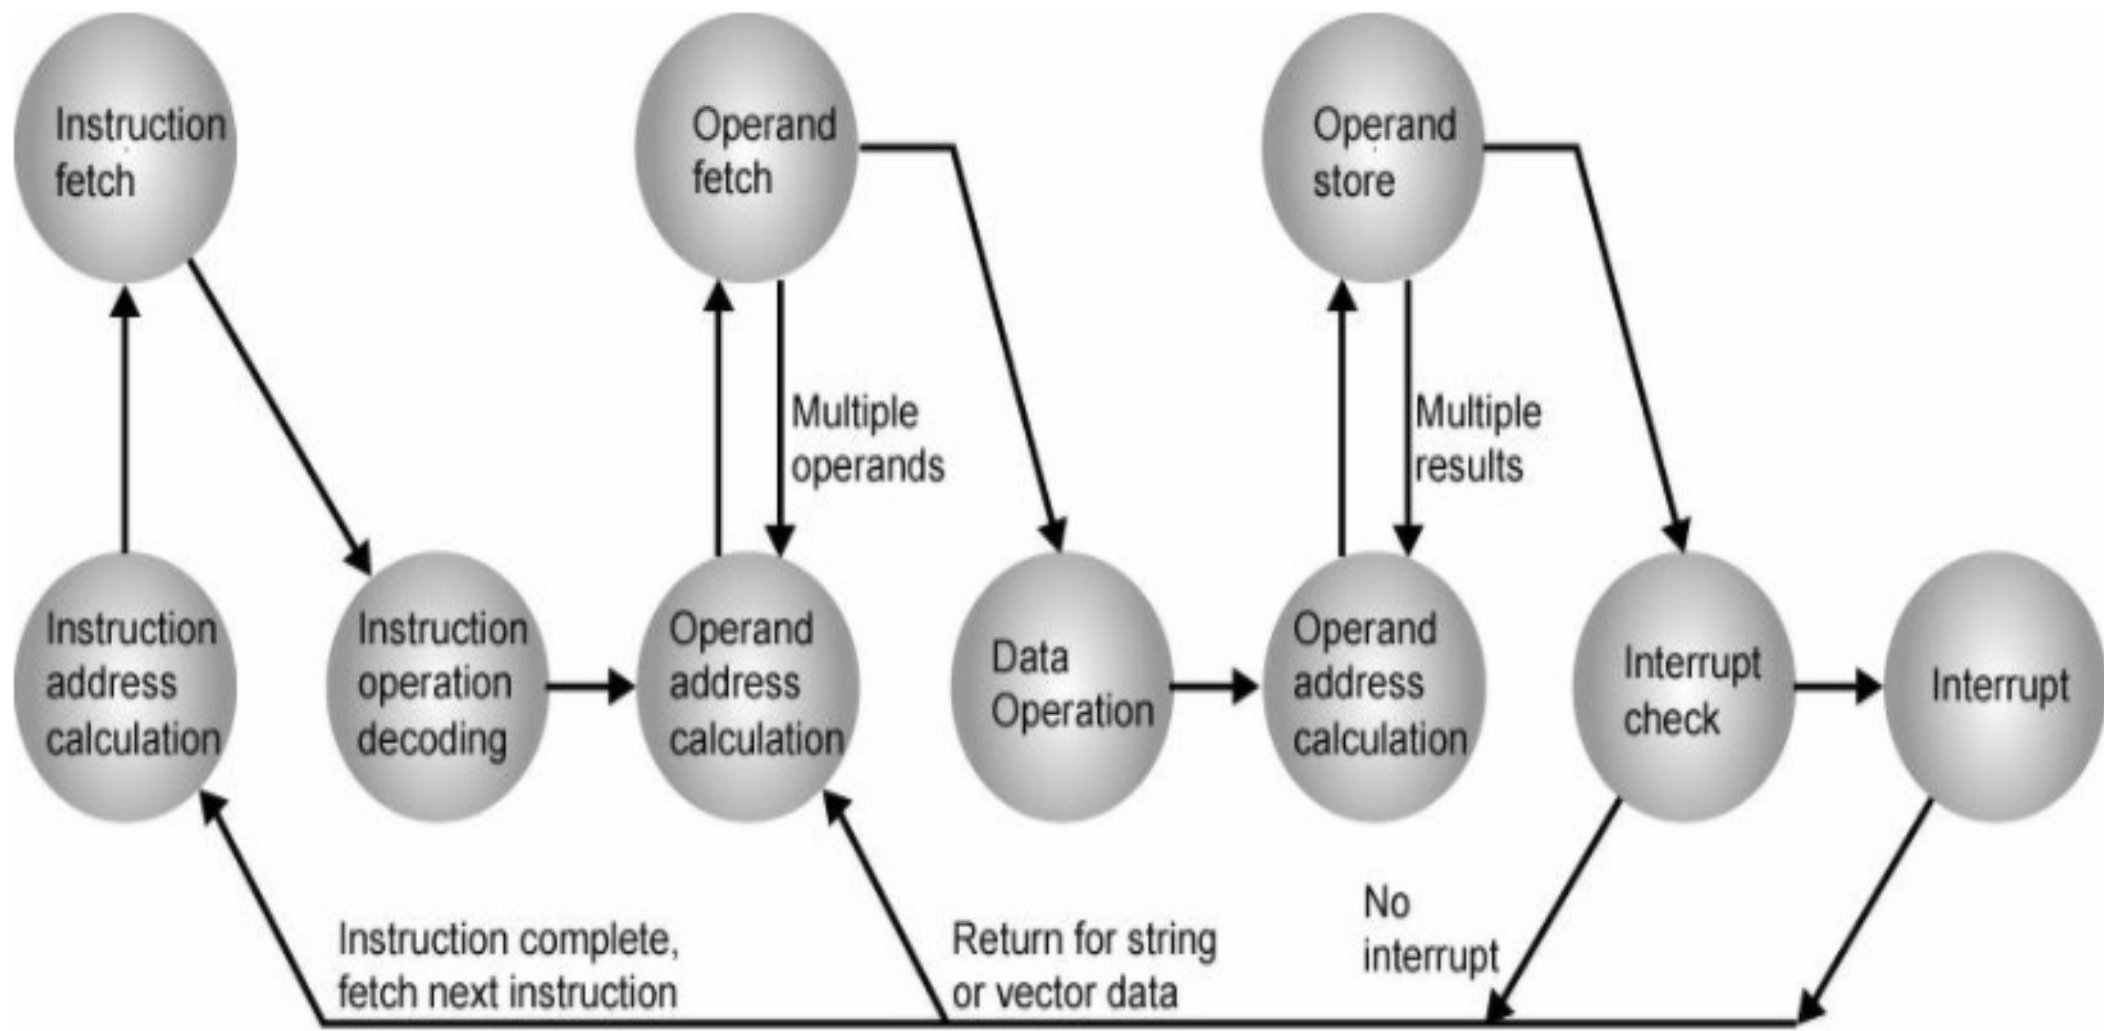 Instruction
fetch
Operand
fetch
Operand
store
Multiple
operands
Multiple
results
Instruction
address
calculation
Instruction
operation
decoding
Operand
address
calculation
Data
Operation
Operand
address
calculation
Interrupt
check
Interrupt
Instruction complete,
fetch next instruction
Return for string
or vector data
No
interrupt